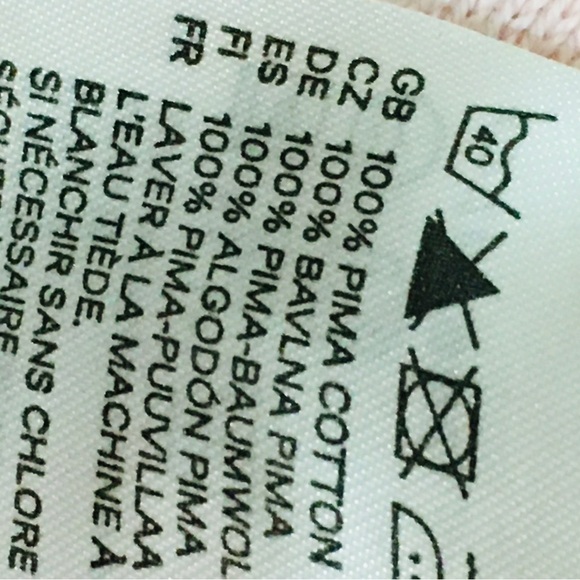 40
GB 100% PIMA COTTON
CZ 100% BAVLNA PIMA
DE 100% PIMA-BAUMWOL
ES 100% ALGODÓN PIMA
FI 100% PIMA-PUUVILLAA
FR LAVER À LA MACHINE À
L'EAU TIÈDE.
BLANCHIR SANS CHLORE
SI NÉCESSAIRE